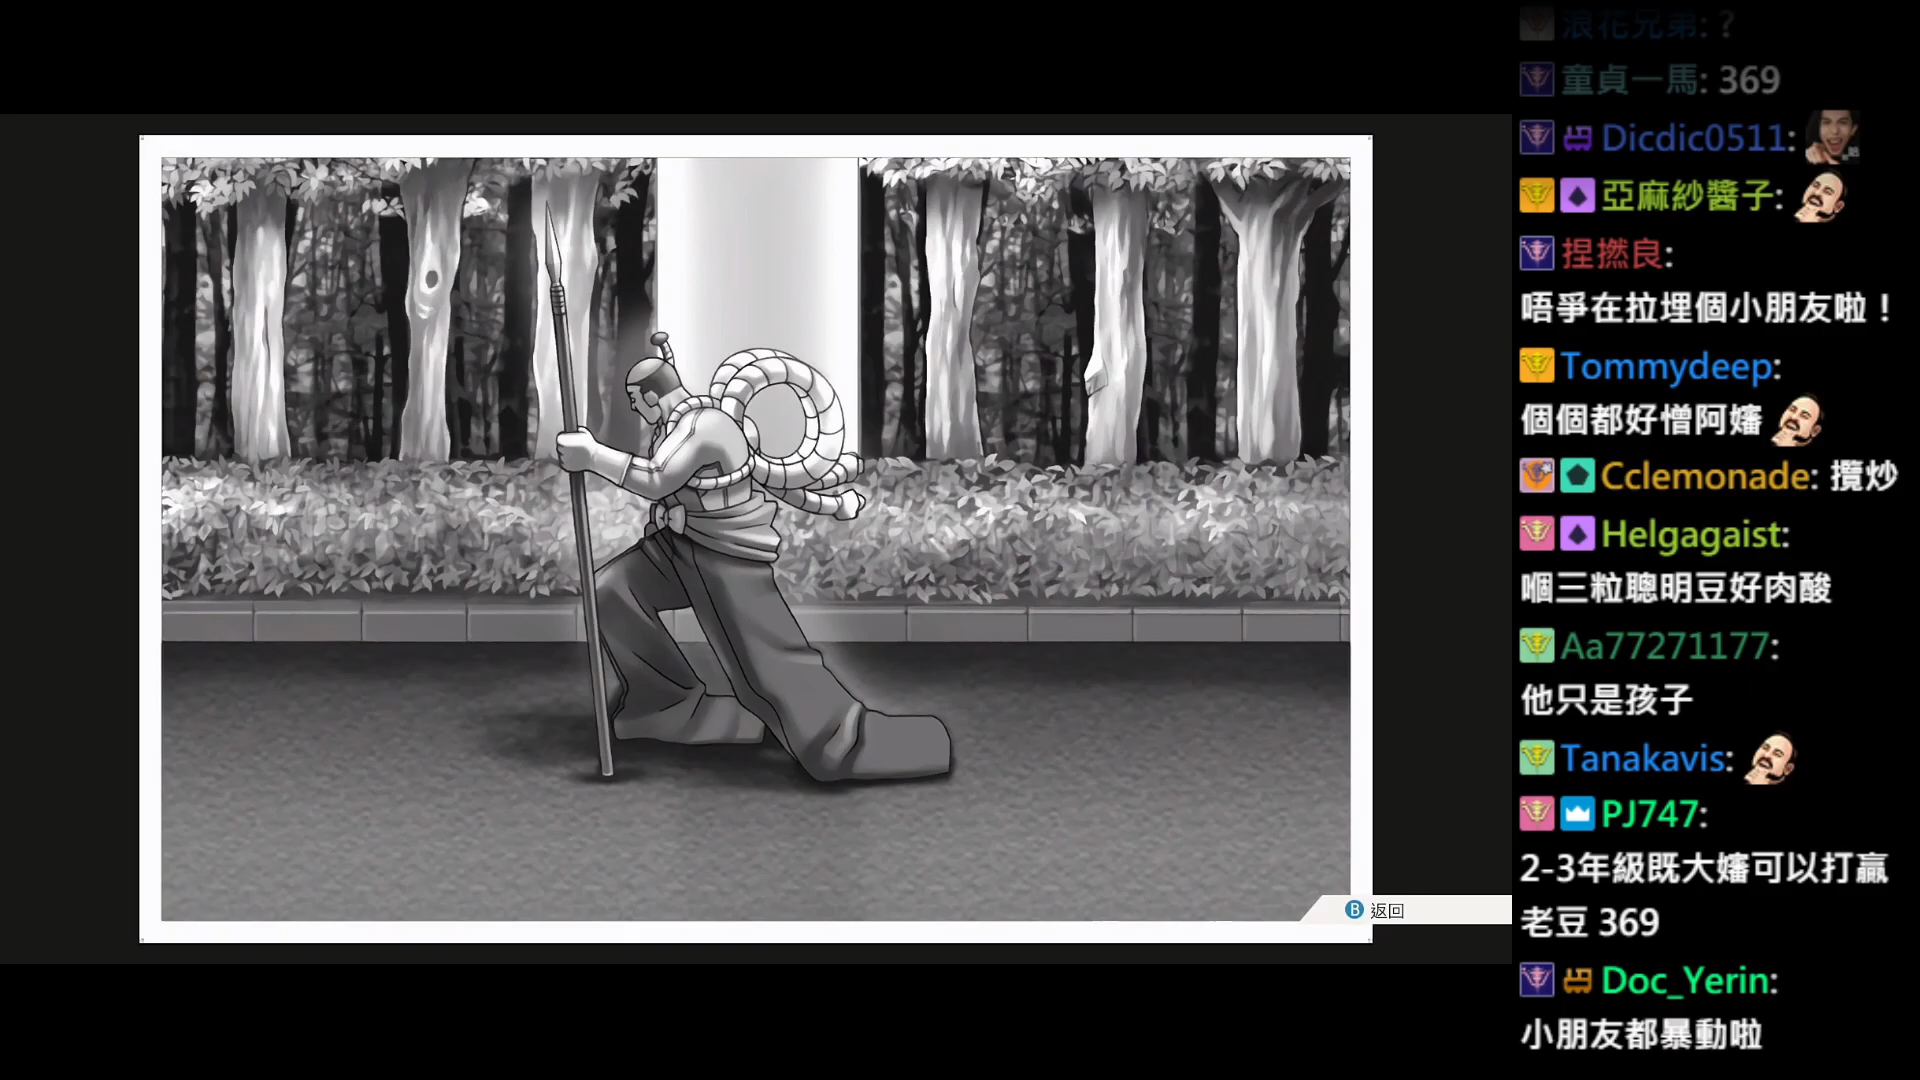 浪花兄弟: ?
童貞一馬: 369
Dicdic0511:
亞麻紗醬子:
捏撚良:
唔爭在拉埋個小朋友啦！
Tommydeep:
個個都好憎阿嬸
Cclemonade: 攬炒
Helgagaist:
嗰三粒聰明豆好肉酸
Aa77271177:
他只是孩子
Tanakavis:
PJ747:
2-3年級既大嬸可以打贏
老豆 369
B 返回
Doc_Yerin:
小朋友都暴動啦